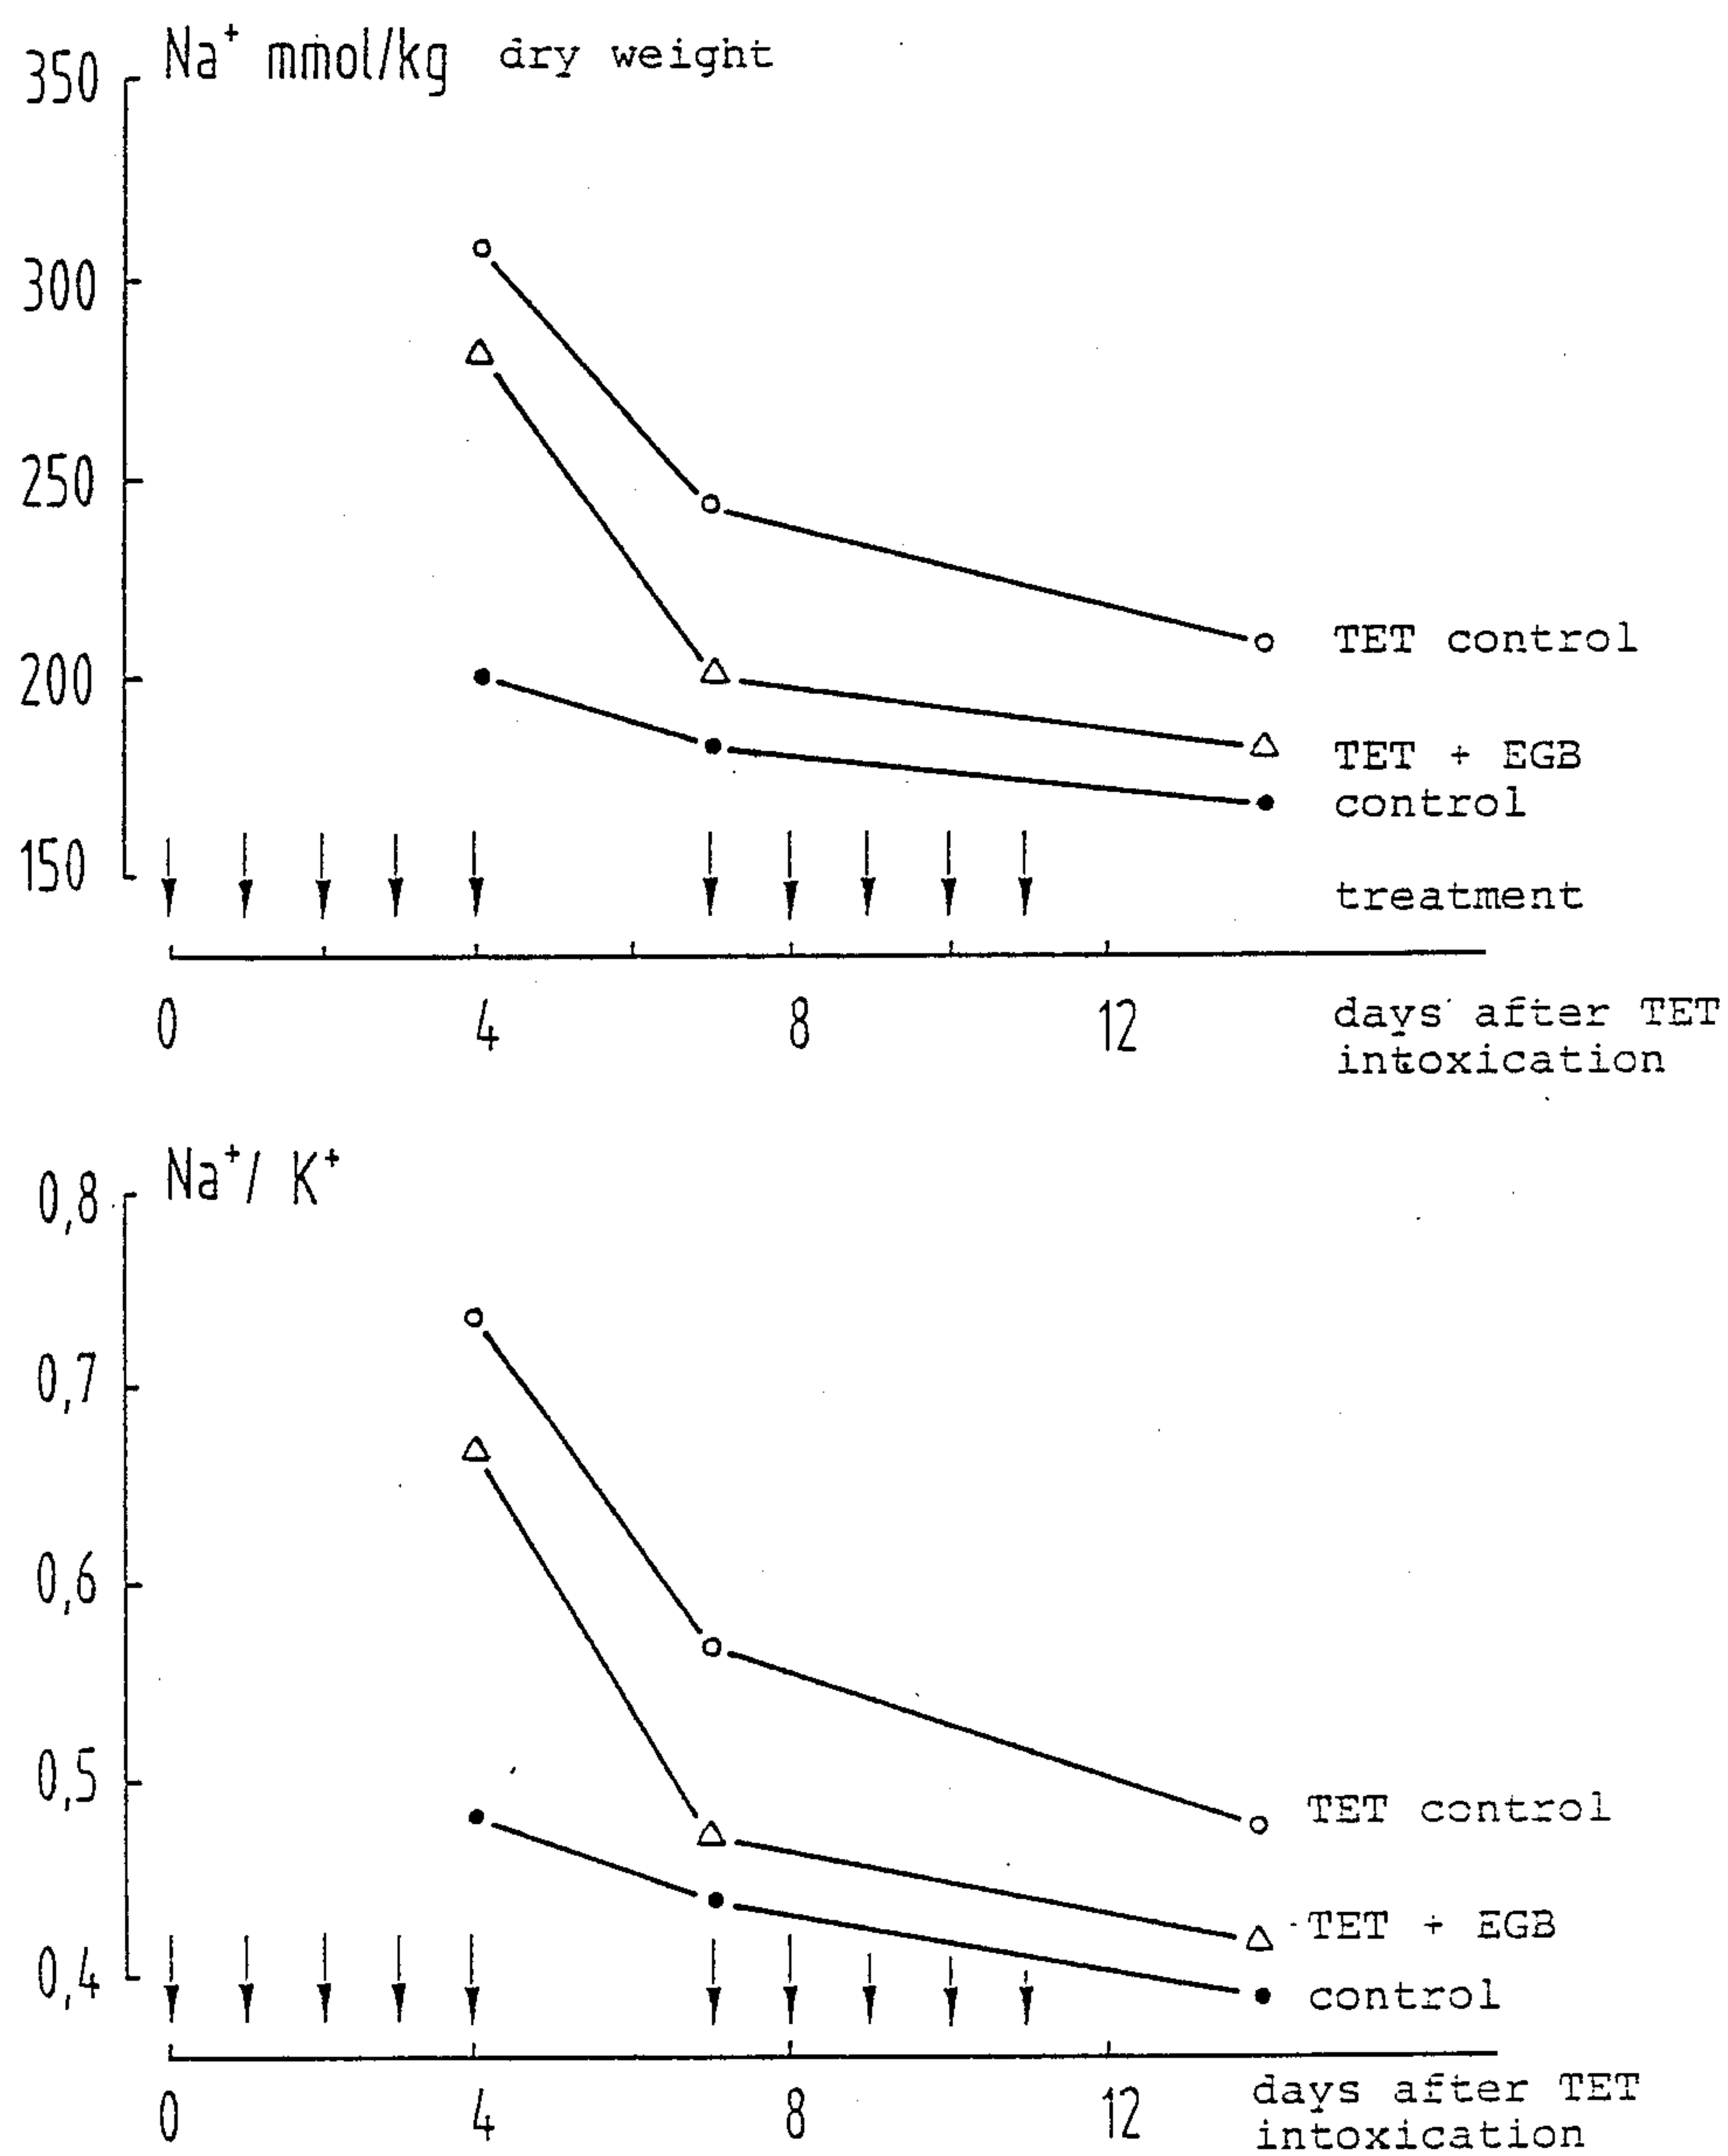 Na⁺ mmol/kg dry weight
350
300
250
200
150
TET control
TET + EGB
control
treatment
0 4 8 12
days after TET
intoxication
Na⁺/ K⁺
0,8
0,7
0,6
0,5
0,4
TET control
TET + EGB
control
0 4 8 12
days after TET
intoxication